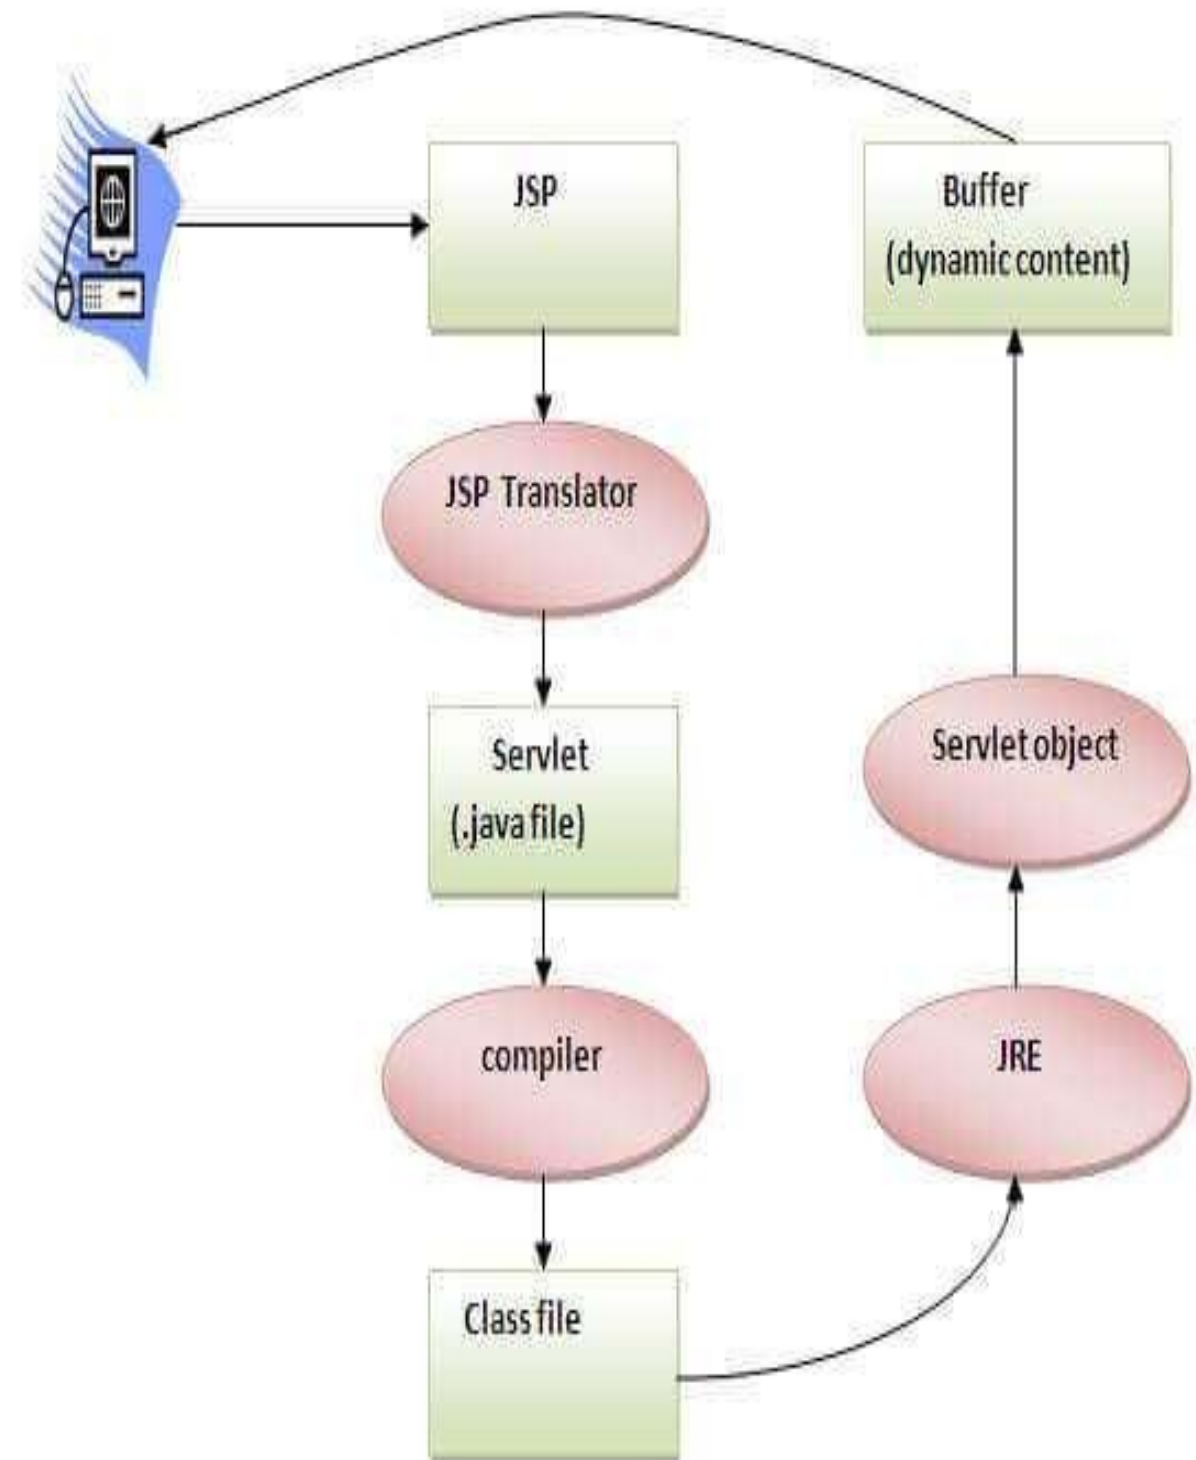 JSP
Buffer
(dynamic content)
JSP Translator
Servlet
(.java file)
Servlet object
compiler
JRE
Class file